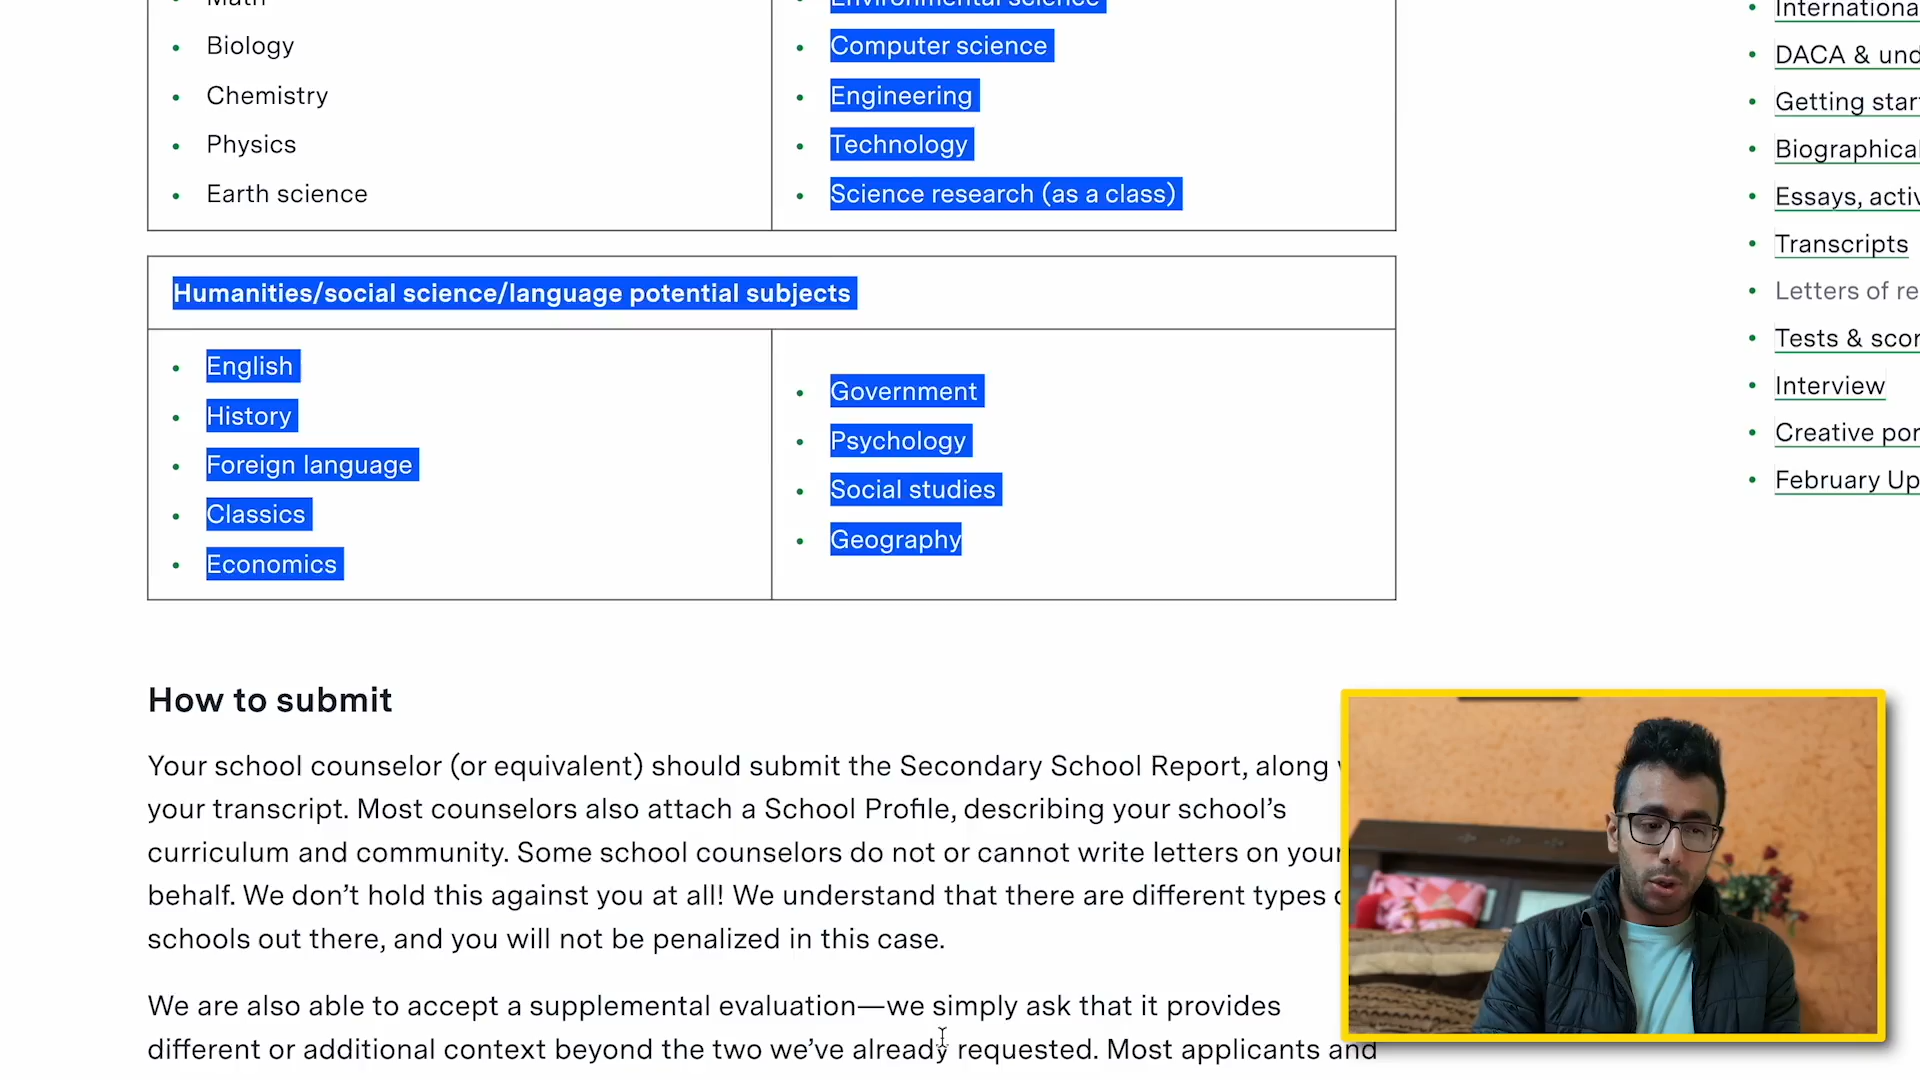 Math
Biology
Chemistry
Physics
Earth science
Environmental science
Computer science
Engineering
Technology
Science research (as a class)
Humanities/social science/language potential subjects
English
History
Foreign language
Classics
Economics
Government
Psychology
Social studies
Geography
How to submit
Your school counselor (or equivalent) should submit the Secondary School Report, along
your transcript. Most counselors also attach a School Profile, describing your school’s
curriculum and community. Some school counselors do not or cannot write letters on your
behalf. We don’t hold this against you at all! We understand that there are different types
schools out there, and you will not be penalized in this case.
We are also able to accept a supplemental evaluation—we simply ask that it provides
different or additional context beyond the two we’ve already requested. Most applicants and
Internationa
DACA & und
Getting star
Biographical
Essays, activ
Transcripts
Letters of re
Tests & scor
Interview
Creative por
February Up